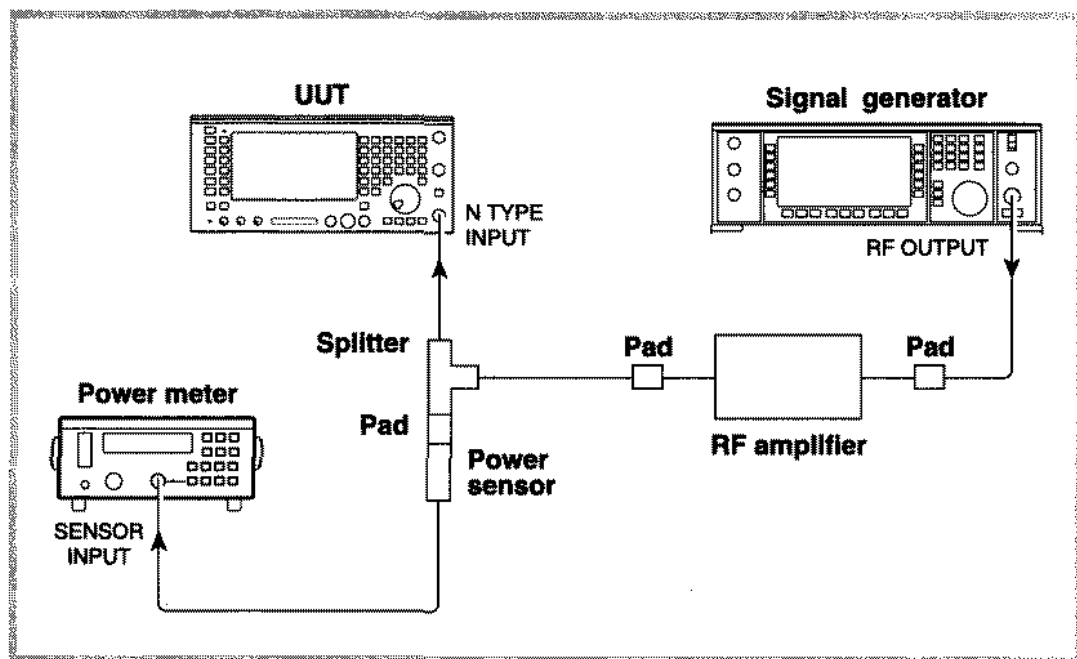 UUT
Signal generator
N TYPE
INPUT
RF OUTPUT
Splitter
Pad
Pad
Power meter
Pad
RF amplifier
Power
sensor
SENSOR
INPUT